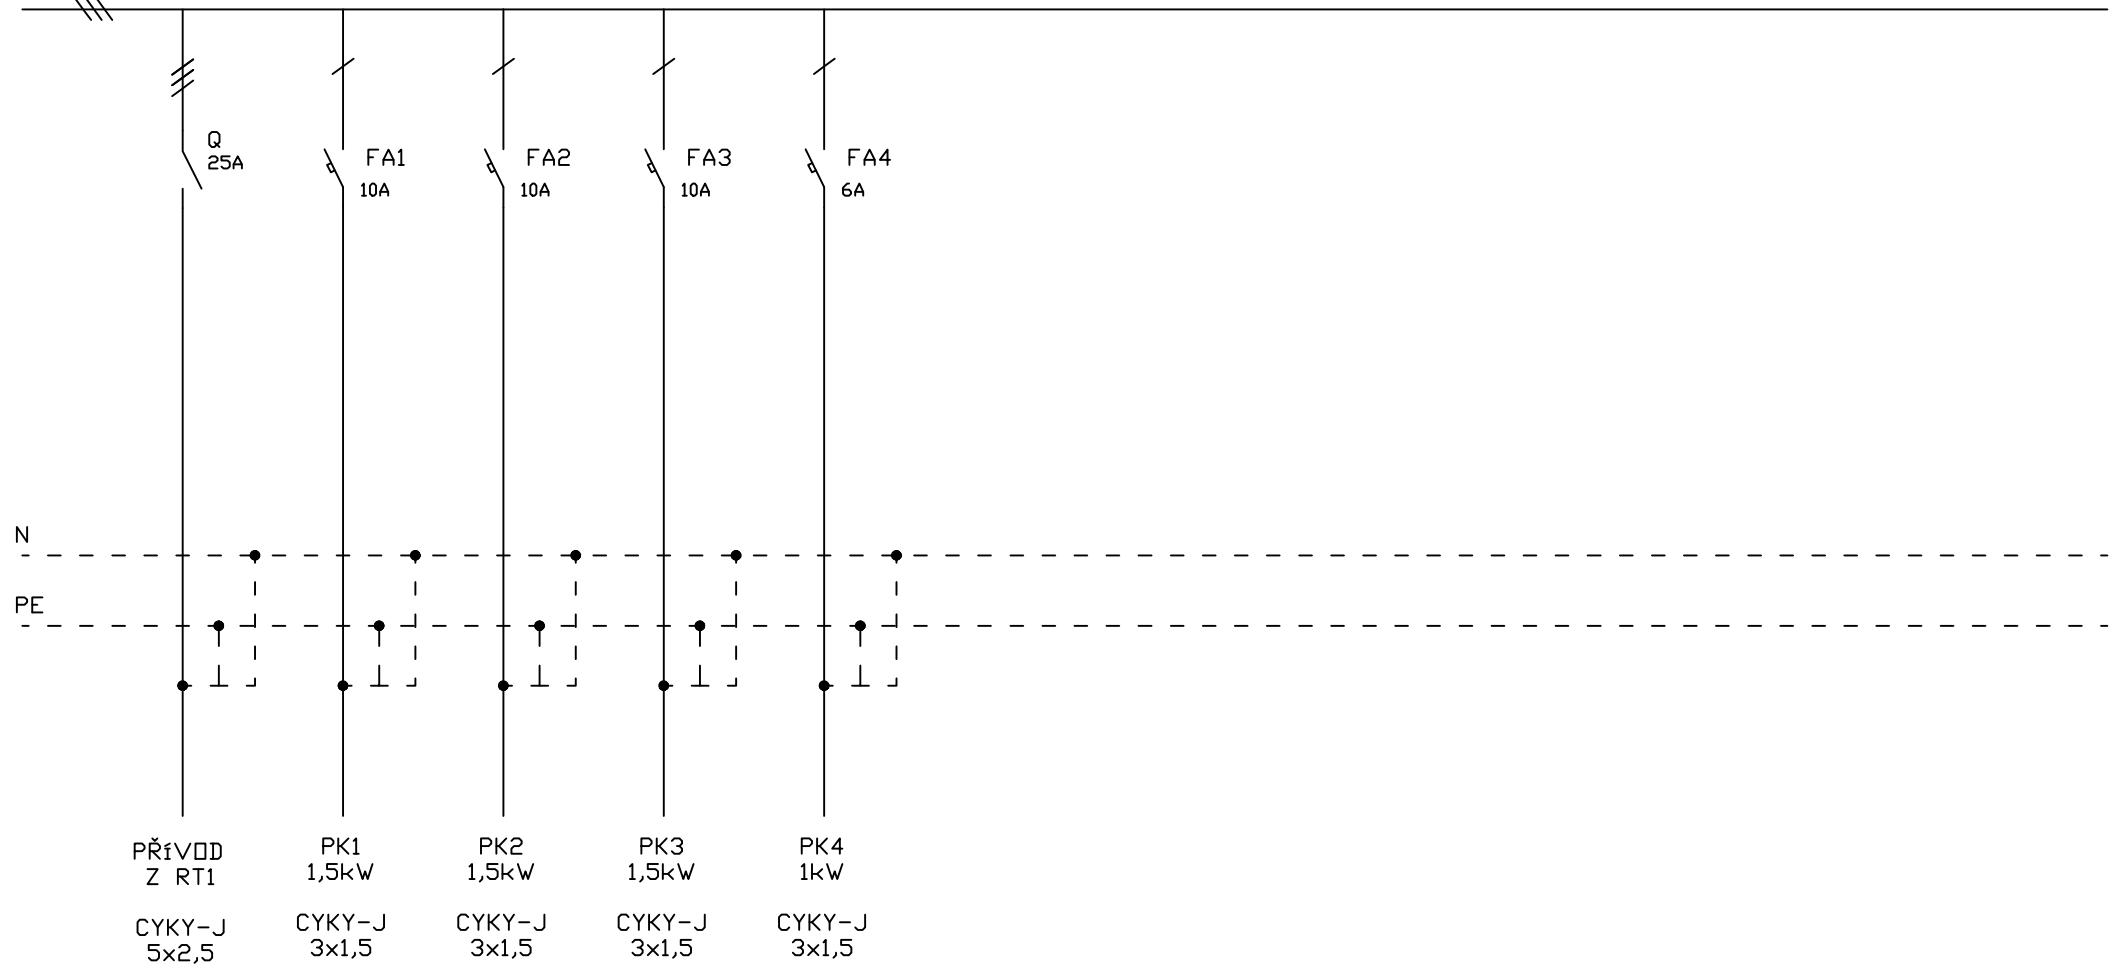 Q
25A
FA1
10A
FA2
10A
FA3
10A
FA4
6A
N
PE
PŘíVOD
Z RT1
CYKY-J
5x2,5
PK1
1,5kW
CYKY-J
3x1,5
PK2
1,5kW
CYKY-J
3x1,5
PK3
1,5kW
CYKY-J
3x1,5
PK4
1kW
CYKY-J
3x1,5